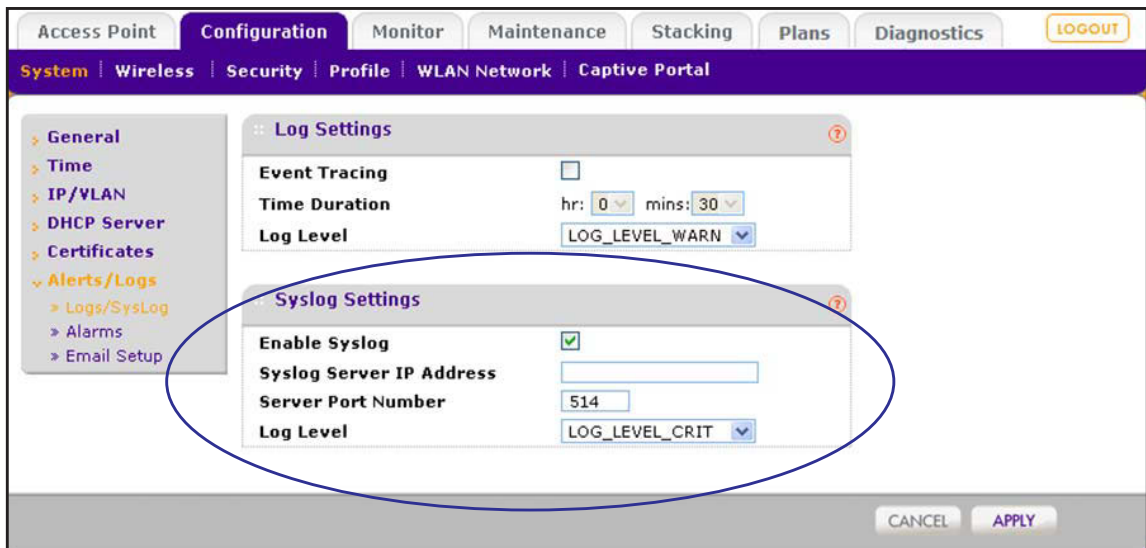 Access Point Configuration Monitor Maintenance Stacking Plans Diagnostics LOGOUT
System Wireless Security Profile WLAN Network Captive Portal
General
Time
IP/VLAN
DHCP Server
Certificates
Alerts/Logs
» Logs/SysLog
» Alarms
» Email Setup
Log Settings ?
Event Tracing
Time Duration hr: 0 mins: 30
Log Level LOG_LEVEL_WARN
Syslog Settings ?
Enable Syslog
Syslog Server IP Address
Server Port Number 514
Log Level LOG_LEVEL_CRIT
CANCEL APPLY